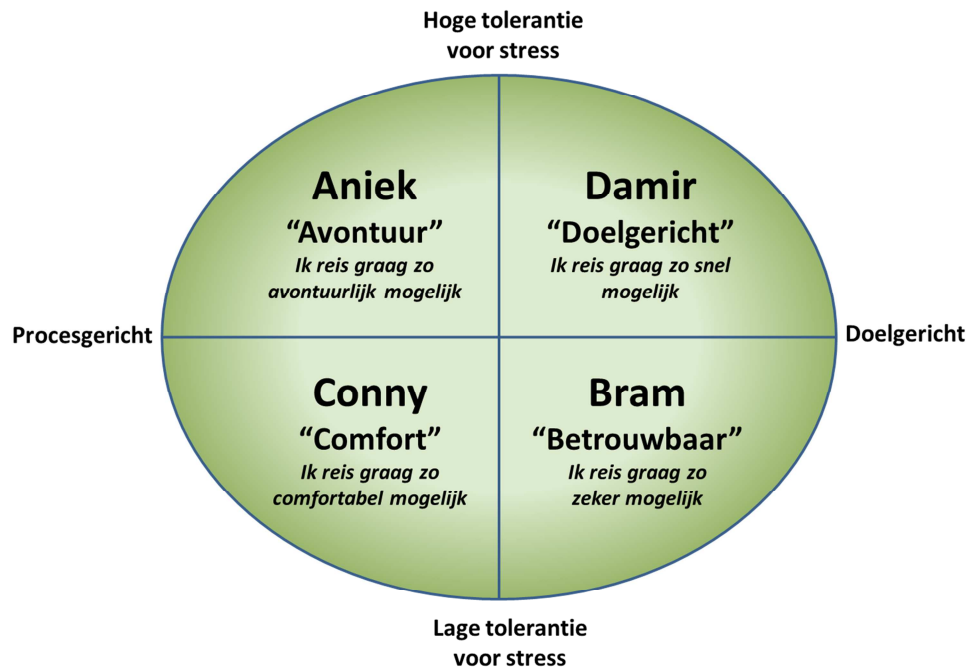 Hoge tolerantie
voor stress
Aniek
“Avontuur”
Ik reis graag zo
avontuurlijk mogelijk
Damir
“Doelgericht”
Ik reis graag zo snel
mogelijk
Procesgericht
Doelgericht
Conny
“Comfort”
Ik reis graag zo
comfortabel mogelijk
Bram
“Betrouwbaar”
Ik reis graag zo
zeker mogelijk
Lage tolerantie
voor stress